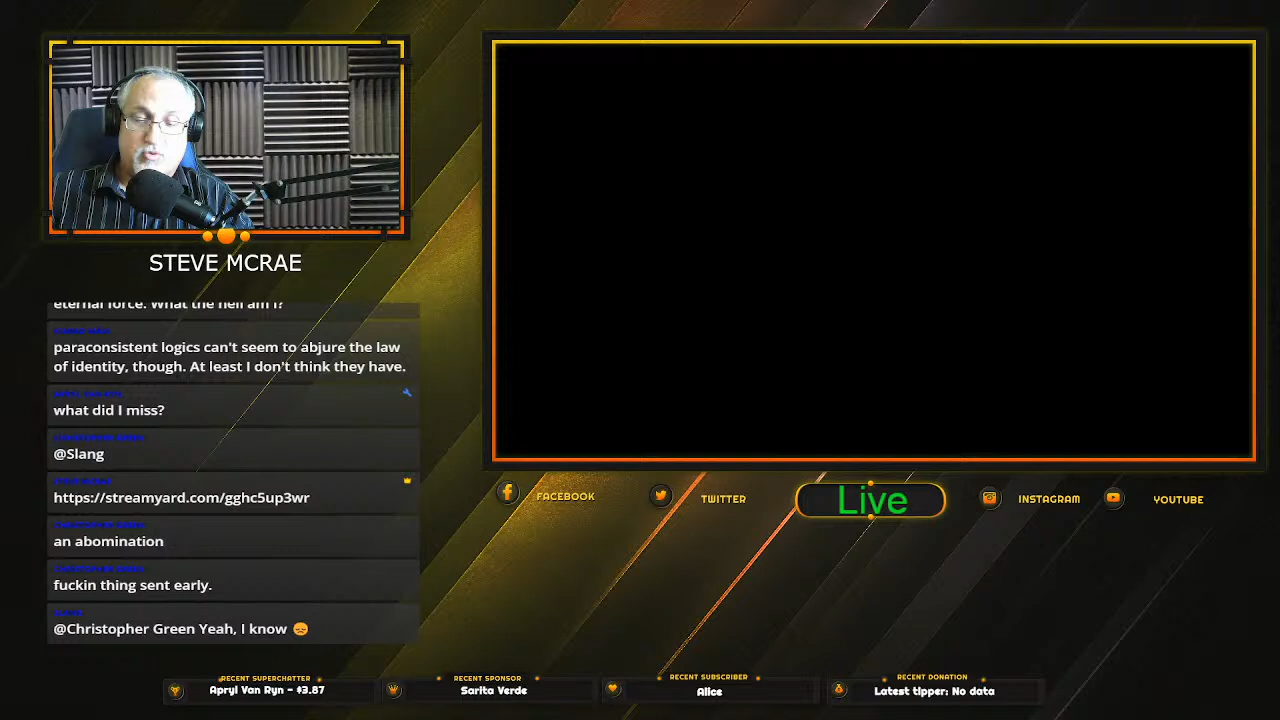 STEVE MCRAE
eternal force. What the hell am I?
paraconsistent logics can't seem to abjure the law
of identity, though. At least I don't think they have.
what did I miss?
@Slang
https://streamyard.com/gghc5up3wr
an abomination
fuckin thing sent early.
@Christopher Green Yeah, I know 😞
FACEBOOK
TWITTER
Live
INSTAGRAM
YOUTUBE
RECENT SUPERCHATTER
Apryl Van Ryn - $3.87
RECENT SPONSOR
Sarita Verde
RECENT SUBSCRIBER
Alice
RECENT DONATION
Latest tipper: No data